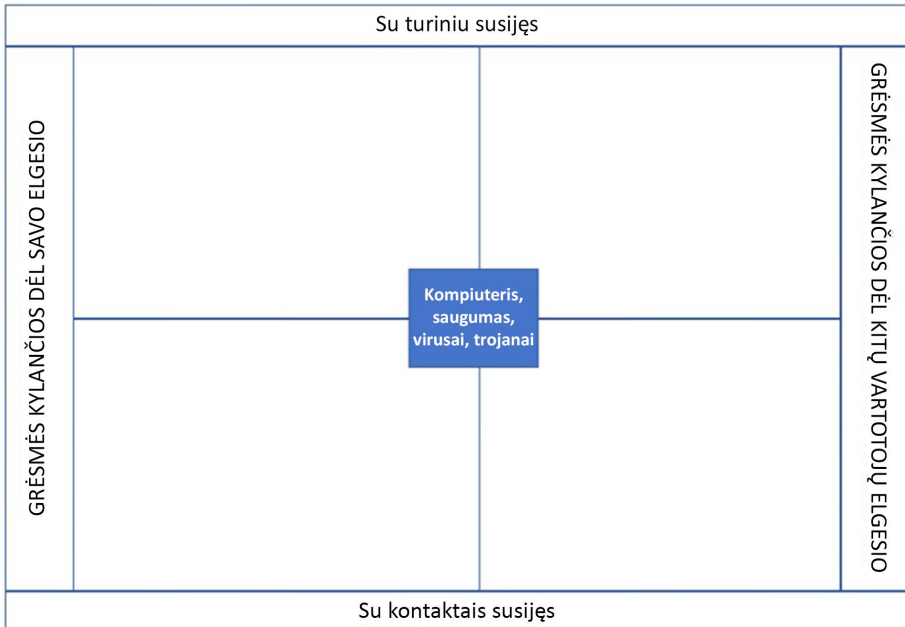 Su turiniu susijęs
GRĖSMĖS KYLANČIOS DĖL SAVO ELGESIO
Kompiuteris,
saugumas,
virusai, trojanai
GRĖSMĖS KYLANČIOS DĖL KITŲ VARTOTOJŲ ELGESIO
Su kontaktais susijęs